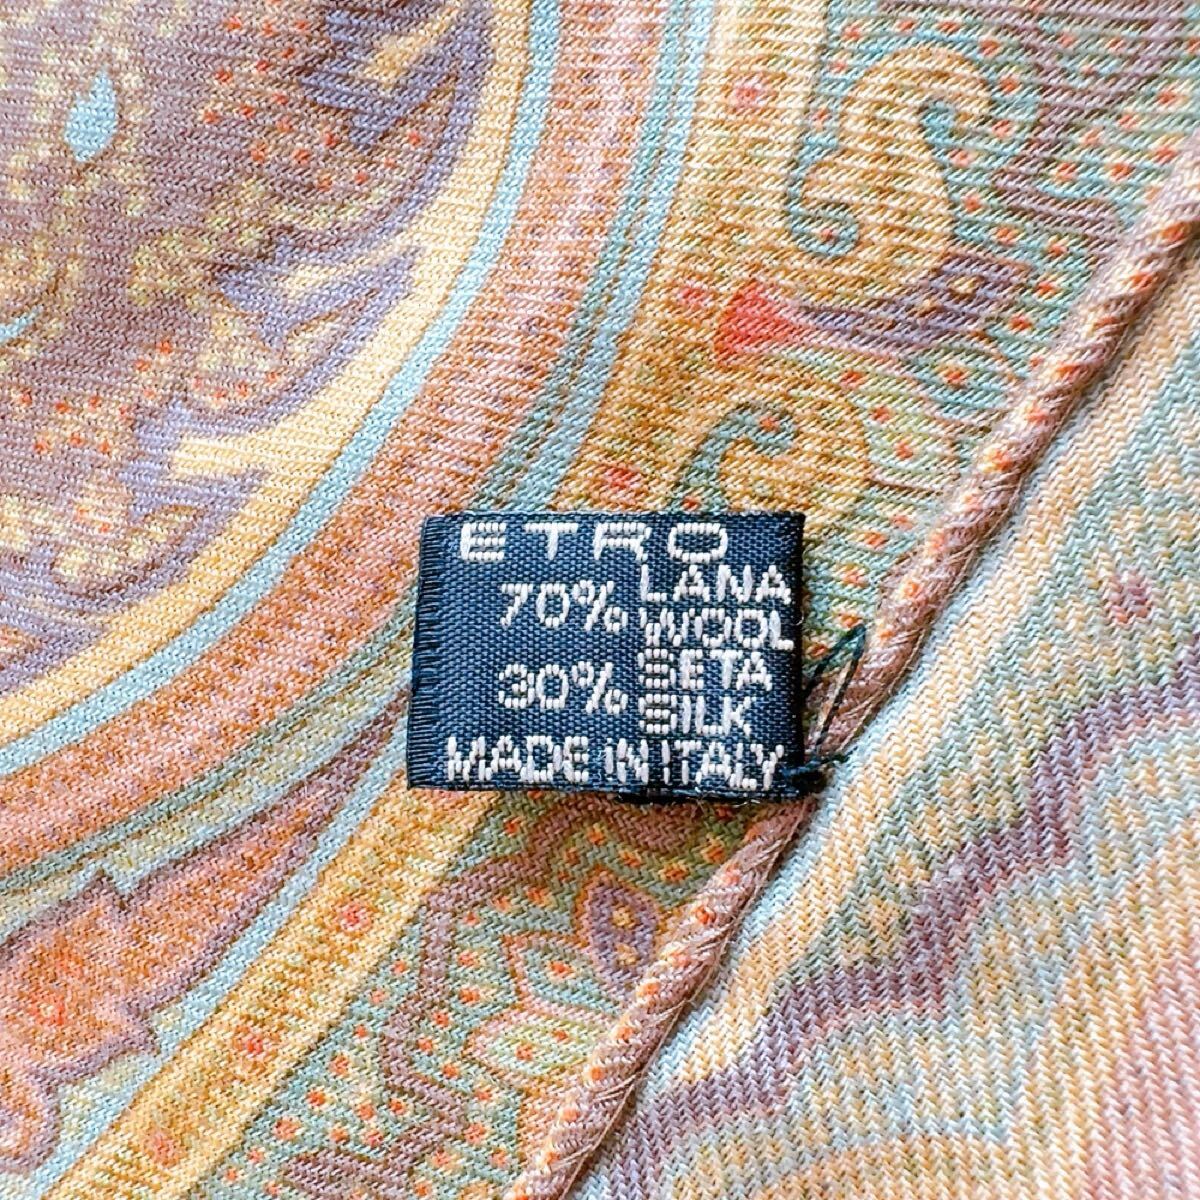 ETRO
70% LANA
WOOL
30% SETA
SILK
MADE IN ITALY